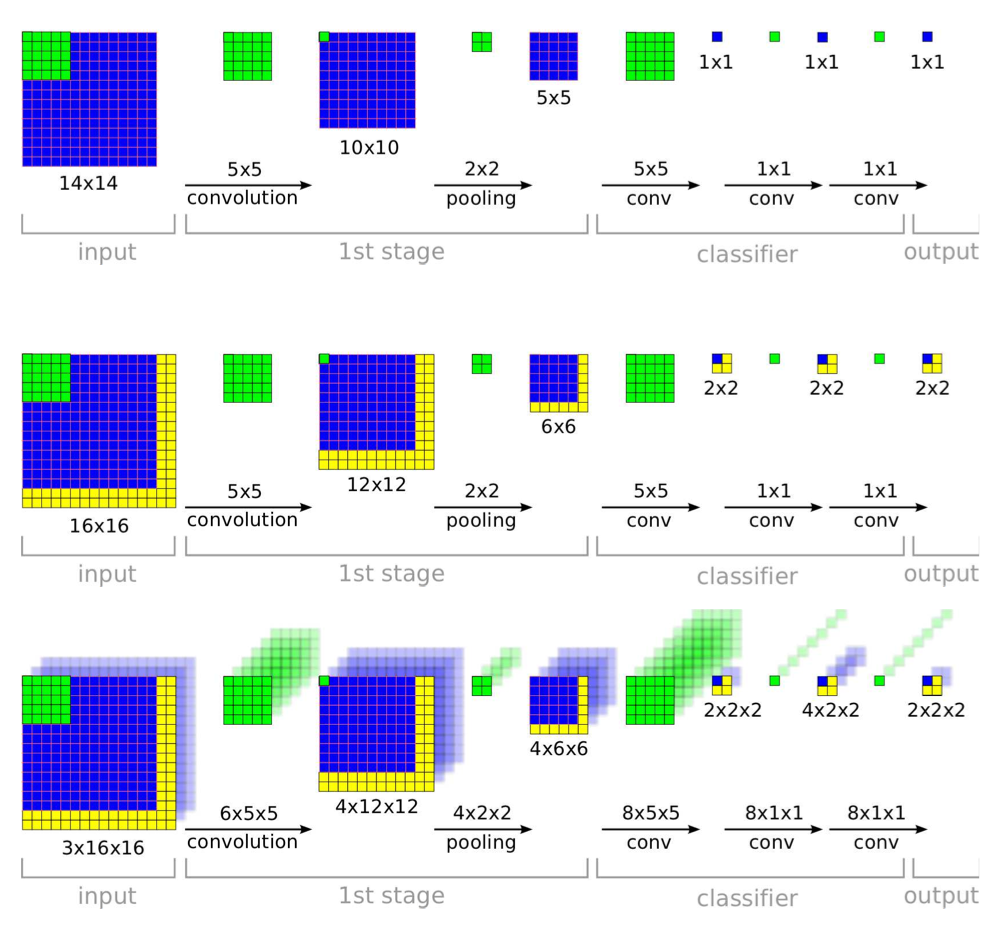 1x1 1x1 1x1
5x5
10x10
14x14
5x5 convolution
2x2 pooling
5x5 conv
1x1 conv
1x1 conv
input 1st stage classifier output
2x2 2x2 2x2
6x6
12x12
16x16
5x5 convolution
2x2 pooling
5x5 conv
1x1 conv
1x1 conv
input 1st stage classifier output
2x2x2 4x2x2 2x2x2
4x6x6
4x12x12
3x16x16
6x5x5 convolution
4x2x2 pooling
8x5x5 conv
8x1x1 conv
8x1x1 conv
input 1st stage classifier output